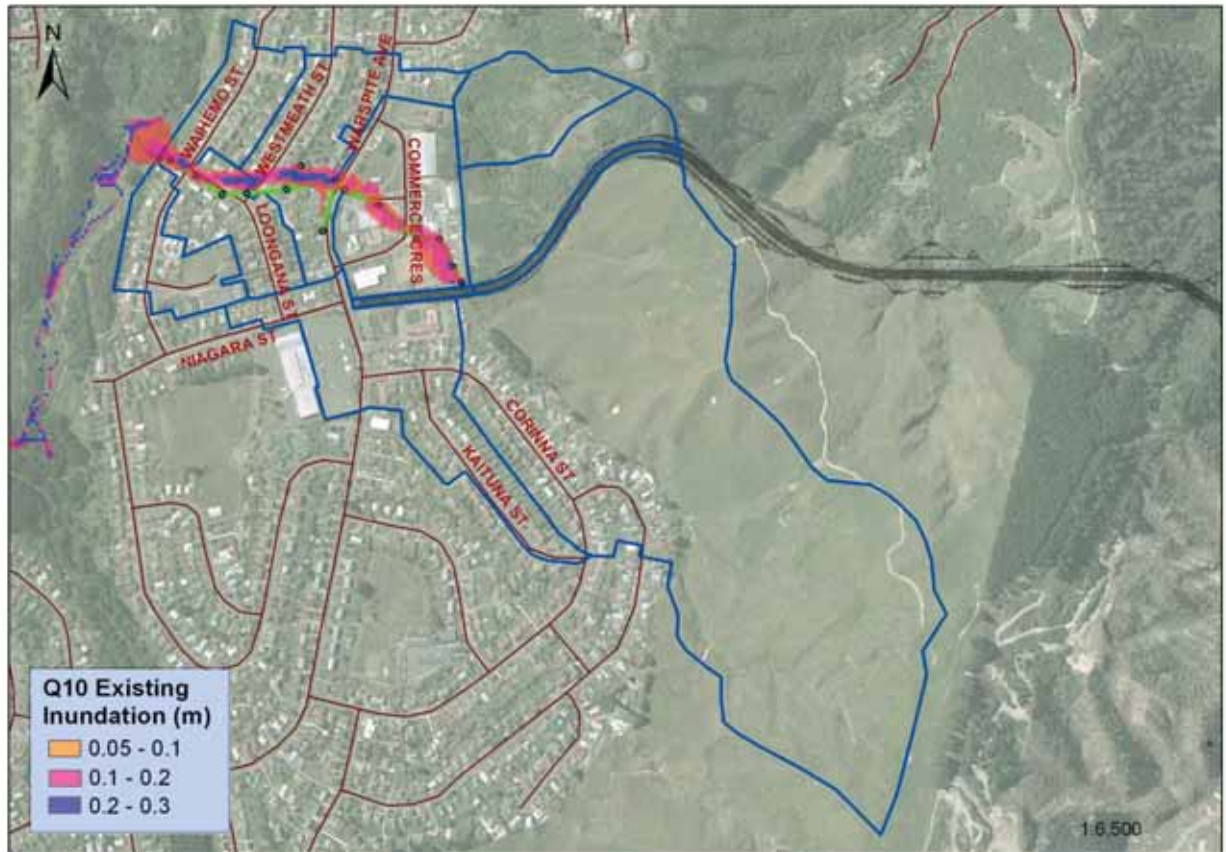 N
WAIHEMO ST
WESTMEATH ST
WARSPITE AVE
COMMERCE CRES
LOONGANA ST
NIAGARA ST
CORINNA ST
KAITUNA ST
Q10 Existing
Inundation (m)
0.05 - 0.1
0.1 - 0.2
0.2 - 0.3
1:6,500